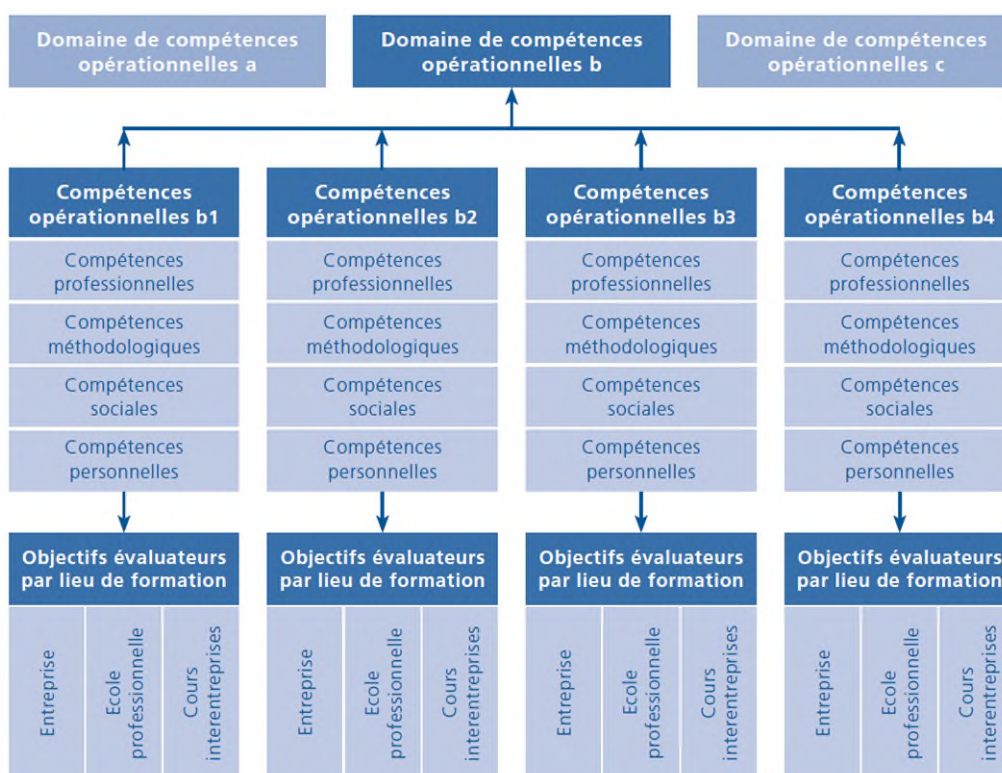 Domaine de compétences
opérationnelles a
Domaine de compétences
opérationnelles b
Domaine de compétences
opérationnelles c
Compétences
opérationnelles b1
Compétences
professionnelles
Compétences
méthodologiques
Compétences
sociales
Compétences
personnelles
Objectifs évaluateurs
par lieu de formation
Entreprise
Ecole
professionnelle
Cours
interentreprises
Compétences
opérationnelles b2
Compétences
professionnelles
Compétences
méthodologiques
Compétences
sociales
Compétences
personnelles
Objectifs évaluateurs
par lieu de formation
Entreprise
Ecole
professionnelle
Cours
interentreprises
Compétences
opérationnelles b3
Compétences
professionnelles
Compétences
méthodologiques
Compétences
sociales
Compétences
personnelles
Objectifs évaluateurs
par lieu de formation
Entreprise
Ecole
professionnelle
Cours
interentreprises
Compétences
opérationnelles b4
Compétences
professionnelles
Compétences
méthodologiques
Compétences
sociales
Compétences
personnelles
Objectifs évaluateurs
par lieu de formation
Entreprise
Ecole
professionnelle
Cours
interentreprises